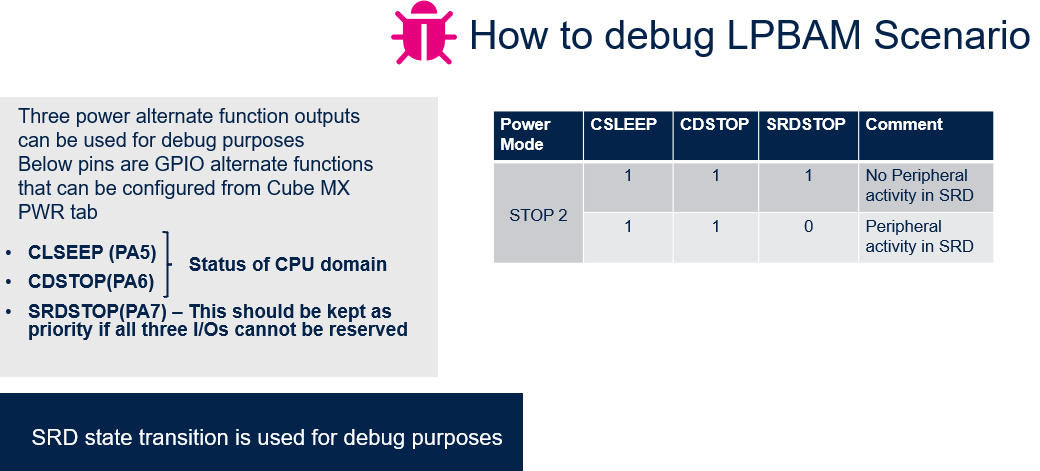 How to debug LPBAM Scenario
Three power alternate function outputs
can be used for debug purposes
Below pins are GPIO alternate functions
that can be configured from Cube MX
PWR tab
• CLSEEP (PA5)
• CDSTOP(PA6)
Status of CPU domain
• SRDSTOP(PA7) – This should be kept as
priority if all three I/Os cannot be reserved
Power Mode CSLEEP CDSTOP SRDSTOP Comment
STOP 2
1 1 1 No Peripheral
activity in SRD
1 1 0 Peripheral
activity in SRD
SRD state transition is used for debug purposes